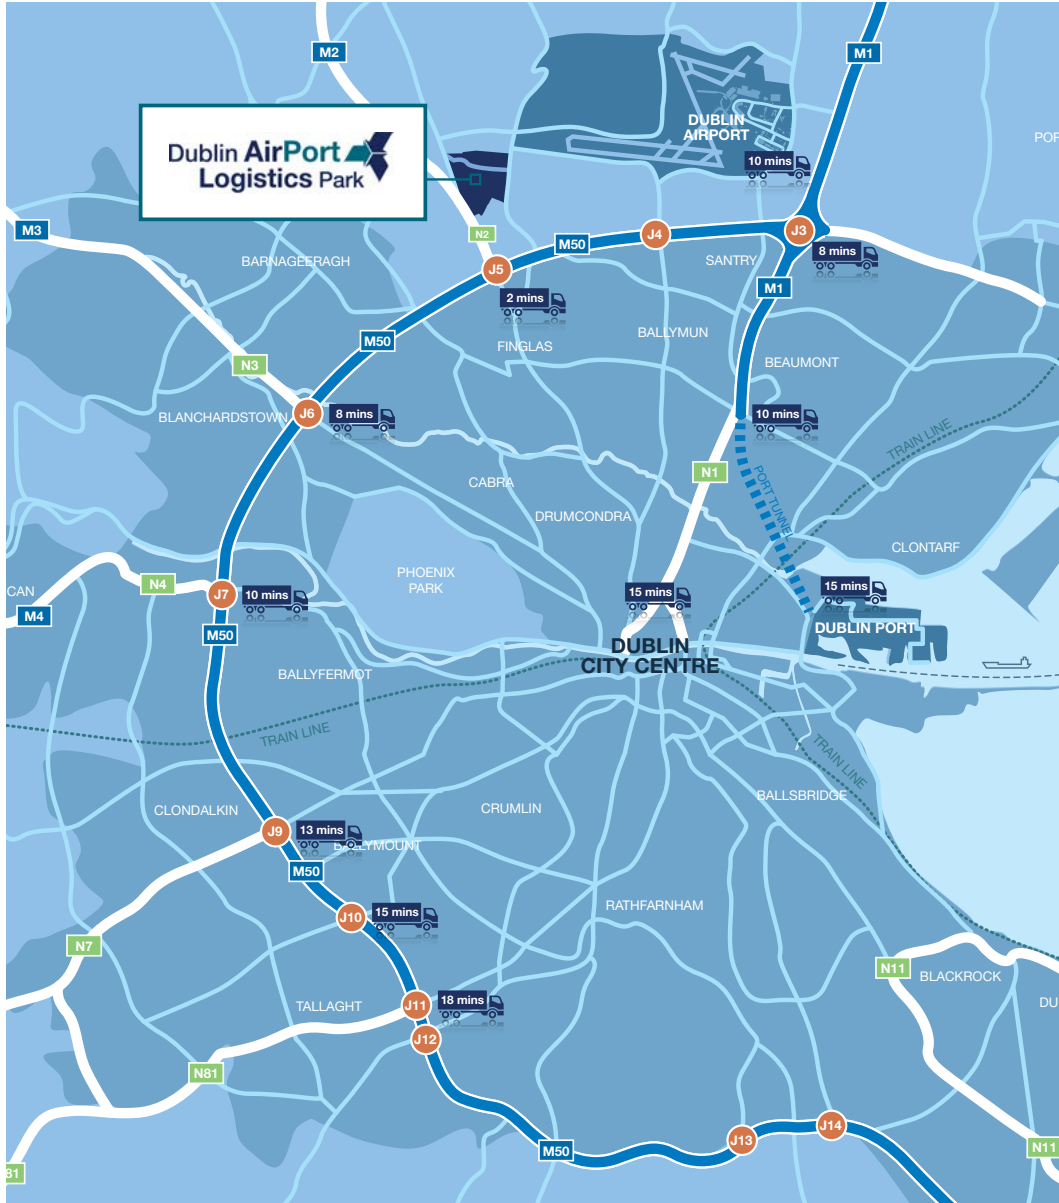 M2
M1
DUBLIN
AIRPORT
10 mins
POR
Dublin AirPort
Logistics Park
M3
N2
J5
M50
J4
J3
8 mins
BARNAGEERAGH
SANTRY
M1
2 mins
FINGLAS
BALLYMUN
M50
BEAUMONT
N3
BLANCHARDSTOWN
J6
8 mins
10 mins
TRAIN LINE
N1
PORT TUNNEL
CABRA
DRUMCONDRA
CLONTARF
PHOENIX
PARK
CAN
N4
J7
10 mins
15 mins
15 mins
M4
M50
DUBLIN PORT
DUBLIN
CITY CENTRE
BALLYFERMOT
TRAIN LINE
TRAIN LINE
BALLSBRIDGE
CLONDALKIN
CRUMLIN
J9
13 mins
BALLYMOUNT
M50
RATHFARNHAM
J10
15 mins
N7
N11
BLACKROCK
TALLAGHT
J11
18 mins
DU
J12
N81
J13
J14
M50
N11
81